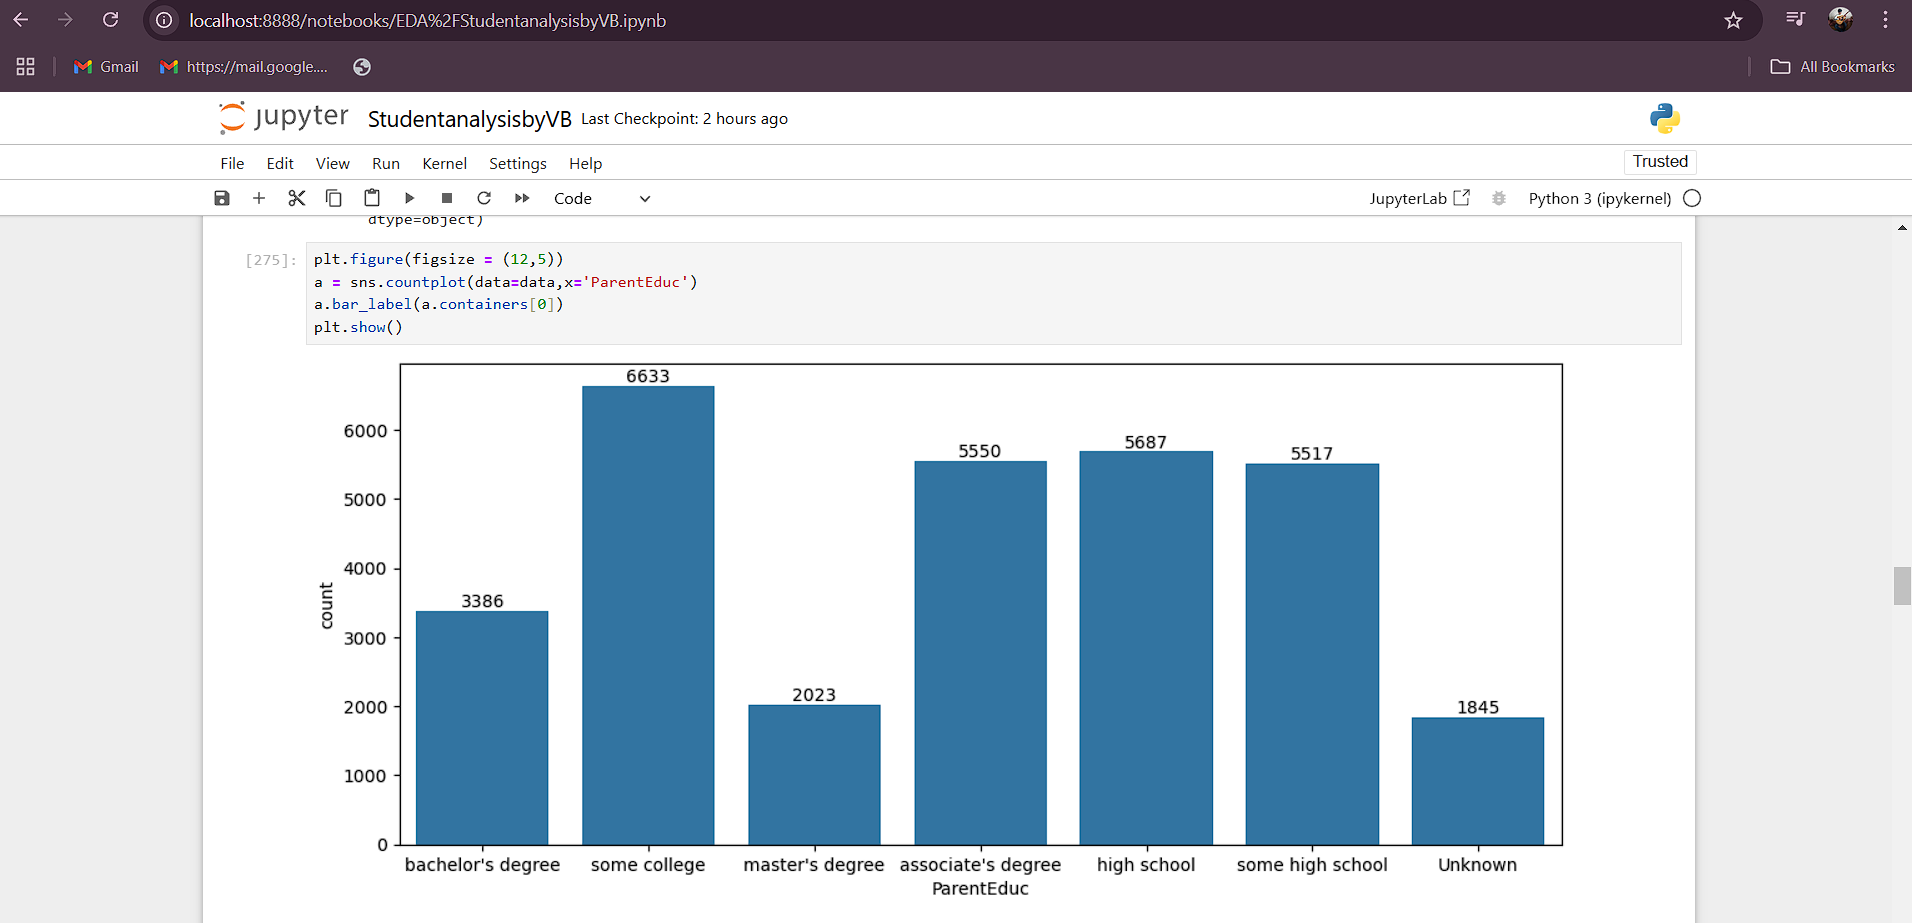 localhost:8888/notebooks/EDA%2FStudentanalysisbyVB.ipynb
Gmail https://mail.google.... All Bookmarks
jupyter StudentanalysisbyVB Last Checkpoint: 2 hours ago
File Edit View Run Kernel Settings Help Trusted
Code JupyterLab Python 3 (ipykernel)
dtype=object)
[275]: plt.figure(figsize = (12,5))
a = sns.countplot(data=data,x='ParentEduc')
a.bar_label(a.containers[0])
plt.show()
6633
6000
5550 5687 5517
5000
4000
3386
3000
2023
2000
1845
1000
0
count
bachelor's degree some college master's degree associate's degree high school some high school Unknown
ParentEduc